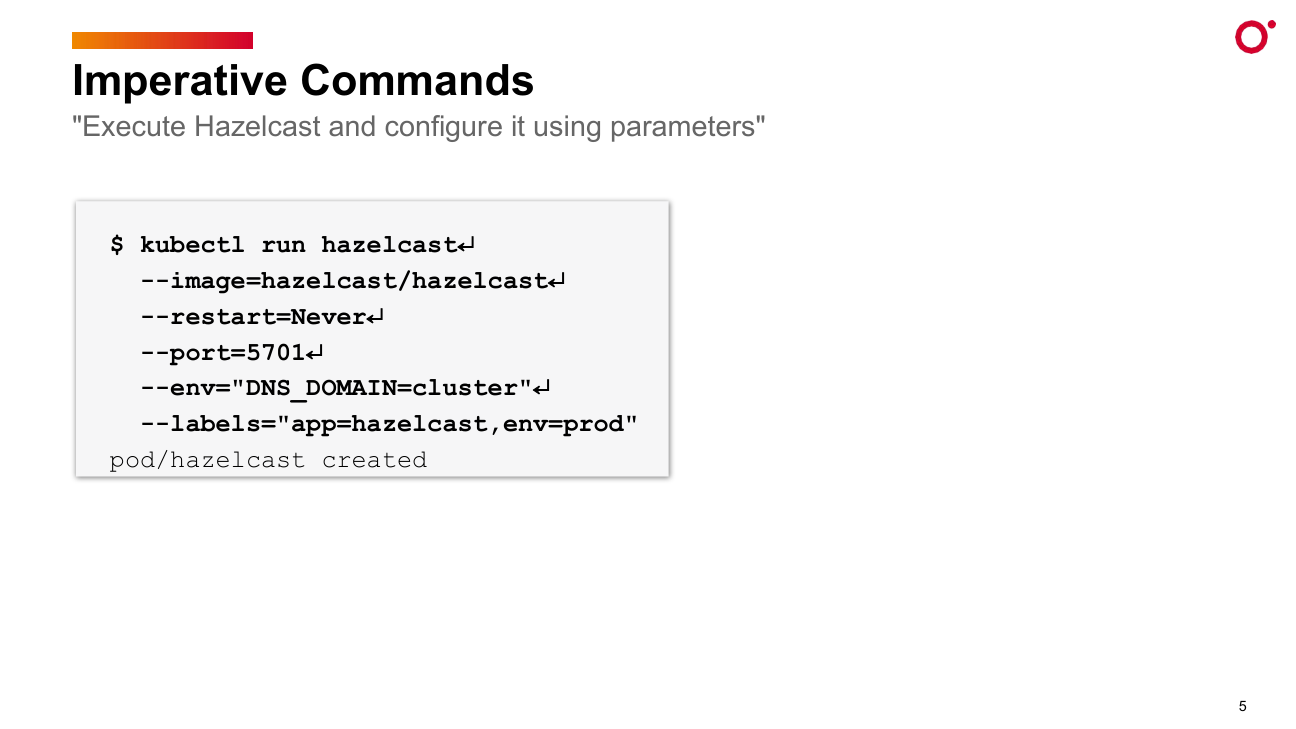 Imperative Commands
"Execute Hazelcast and configure it using parameters"
$ kubectl run hazelcast↵
--image=hazelcast/hazelcast↵
--restart=Never↵
--port=5701↵
--env="DNS_DOMAIN=cluster"↵
--labels="app=hazelcast,env=prod"
pod/hazelcast created
5